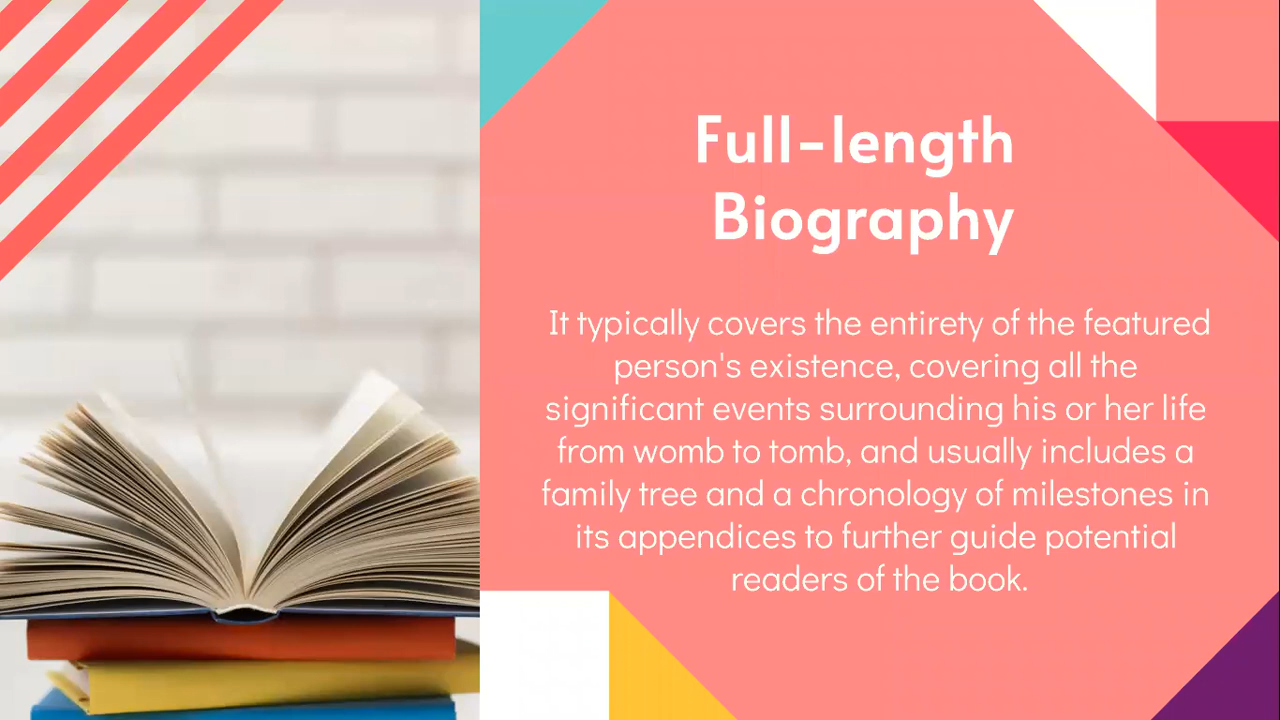 Full-length
Biography
It typically covers the entirety of the featured
person's existence, covering all the
significant events surrounding his or her life
from womb to tomb, and usually includes a
family tree and a chronology of milestones in
its appendices to further guide potential
readers of the book.